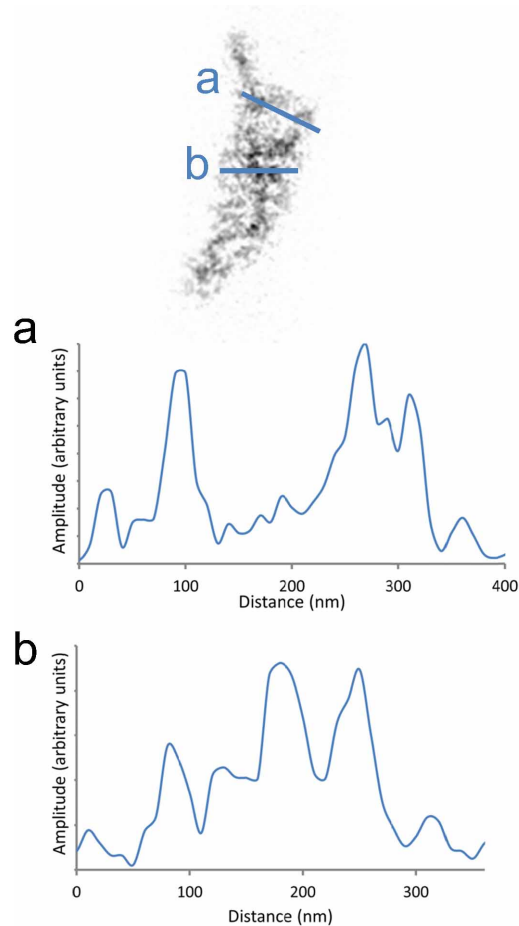 a
b
a
Amplitude (arbitrary units)
0 100 200 300 400
Distance (nm)
b
Amplitude (arbitrary units)
0 100 200 300
Distance (nm)